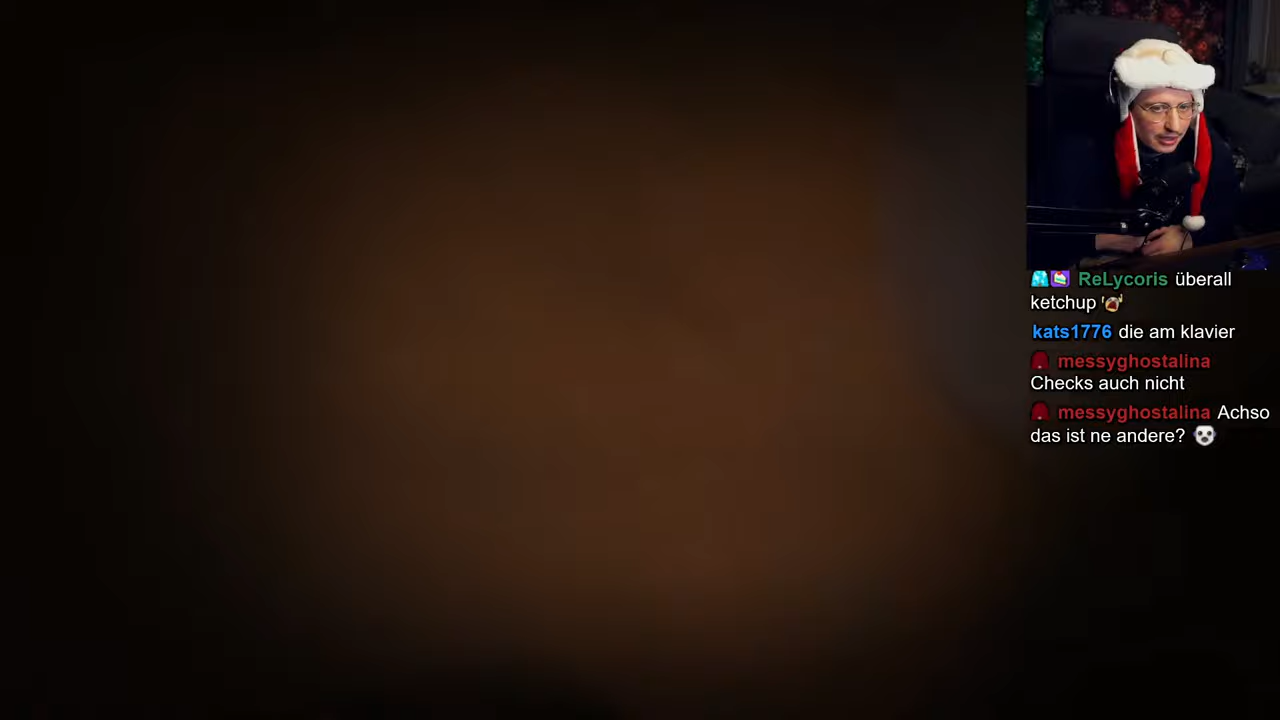 ReLycoris überall
ketchup
kats1776 die am klavier
messyghostalina
Checks auch nicht
messyghostalina Achso
das ist ne andere?